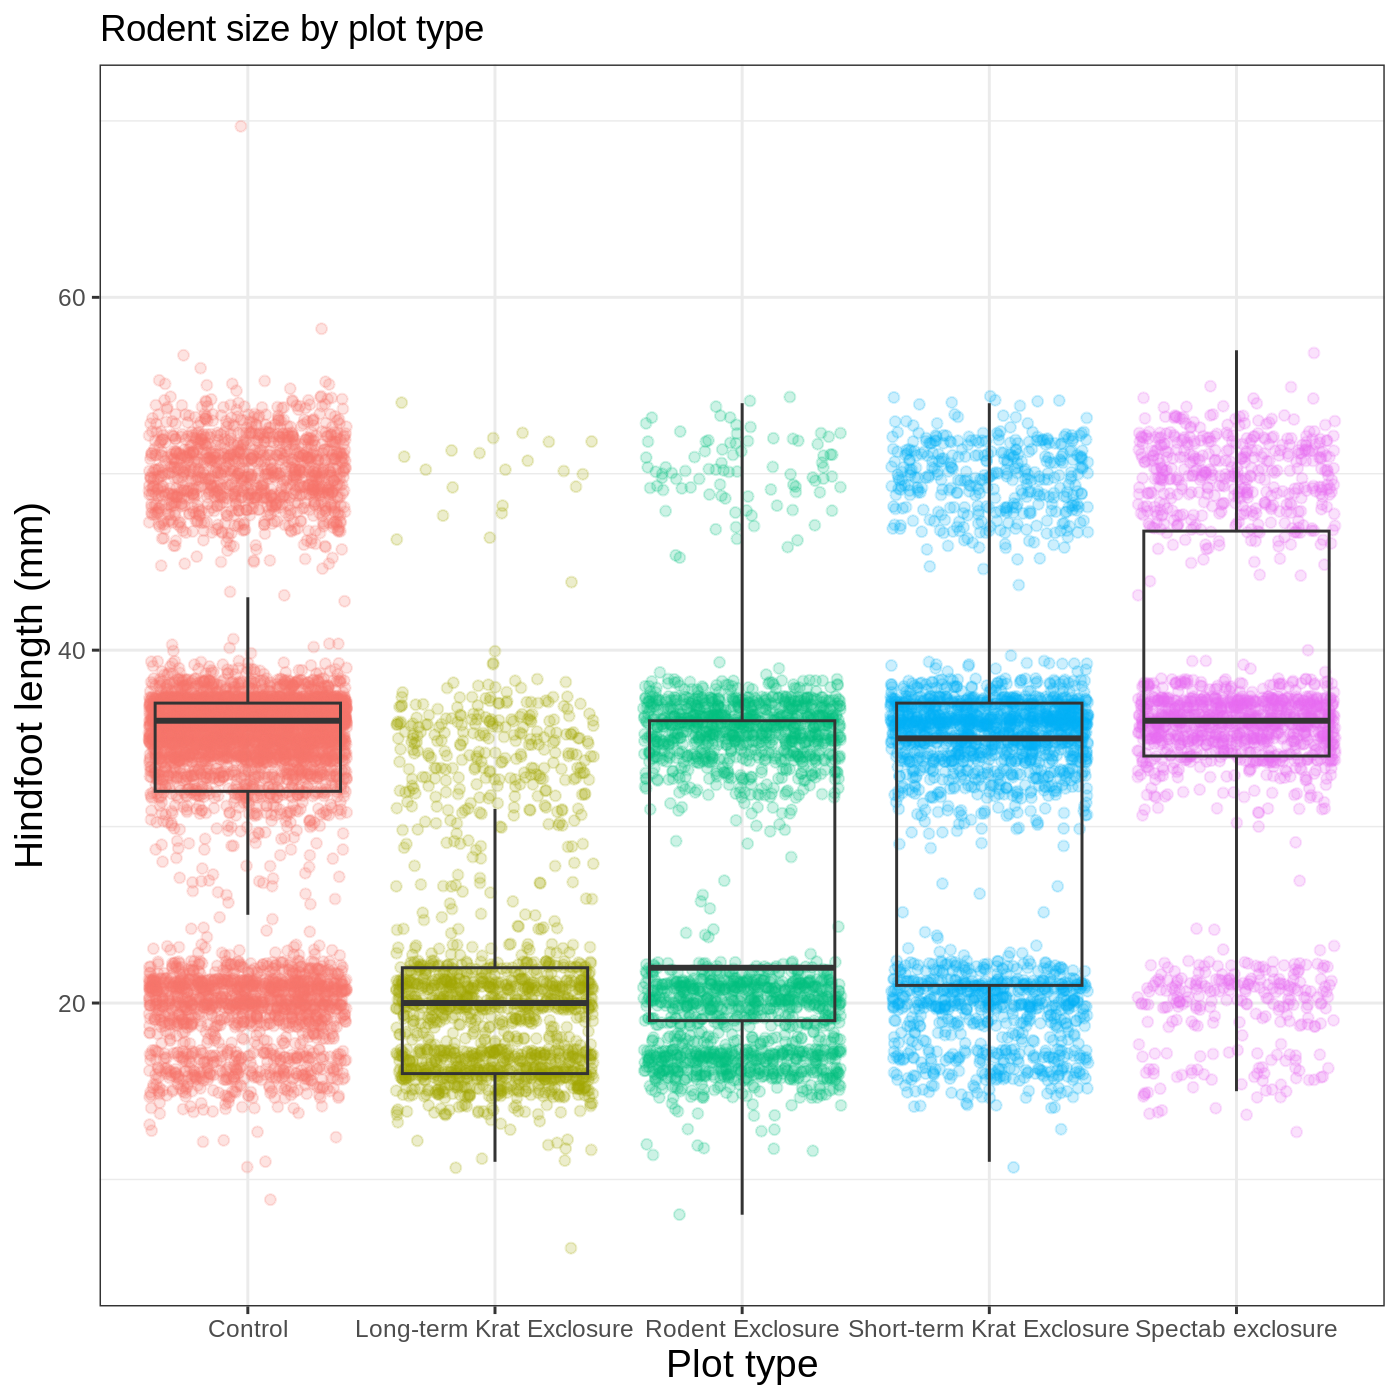 Rodent size by plot type
Hindfoot length (mm)
60
40
20
Control
Long-term Krat Exclosure
Rodent Exclosure
Short-term Krat Exclosure
Spectab exclosure
Plot type